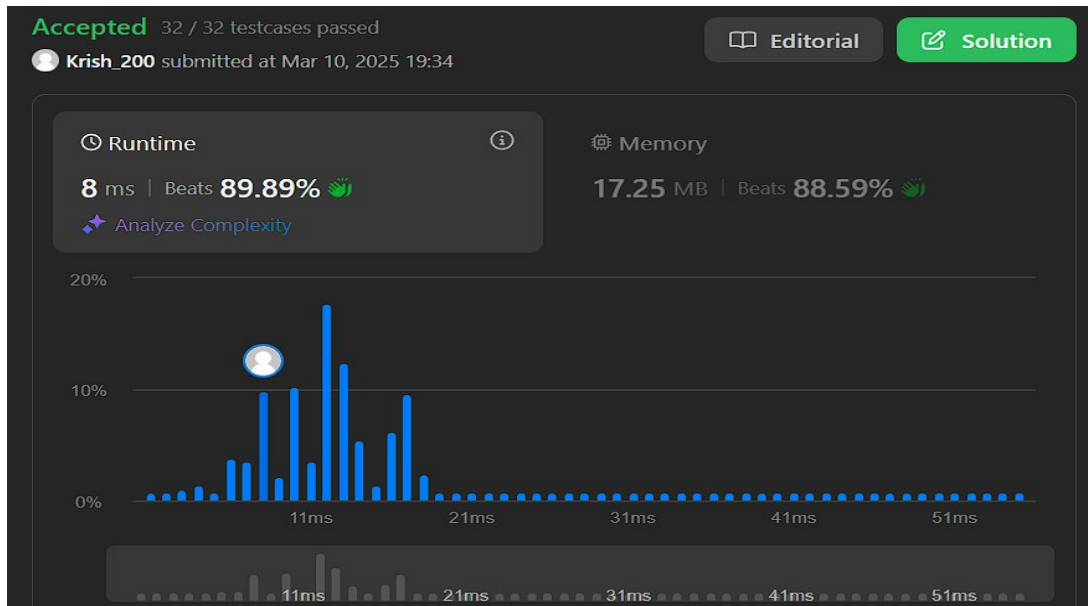 Accepted 32 / 32 testcases passed
Editorial
Solution
Krish_200 submitted at Mar 10, 2025 19:34
Runtime
8 ms | Beats 89.89%
Analyze Complexity
Memory
17.25 MB | Beats 88.59%
20%
10%
0%
11ms 21ms 31ms 41ms 51ms
11ms 21ms 31ms 41ms 51ms